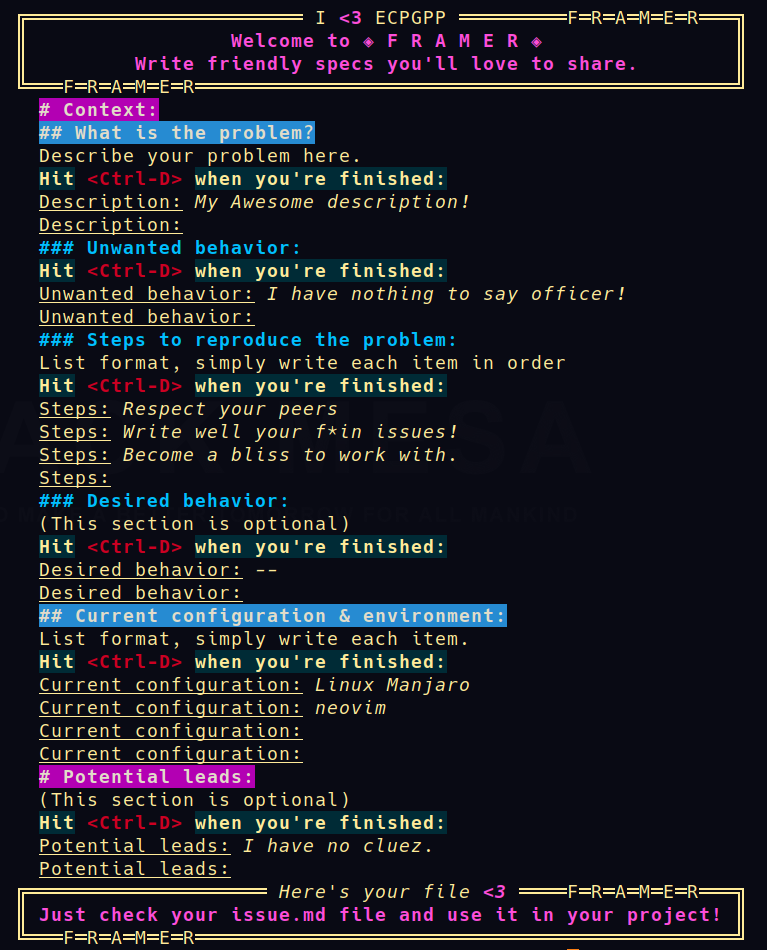 I <3 ECPGPP F=R=A=M=E=R
Welcome to ◈ F R A M E R ◈
Write friendly specs you'll love to share.
F=R=A=M=E=R
# Context:
## What is the problem?
Describe your problem here.
Hit <Ctrl-D> when you're finished:
Description: My Awesome description!
Description:
### Unwanted behavior:
Hit <Ctrl-D> when you're finished:
Unwanted behavior: I have nothing to say officer!
Unwanted behavior:
### Steps to reproduce the problem:
List format, simply write each item in order
Hit <Ctrl-D> when you're finished:
Steps: Respect your peers
Steps: Write well your f*in issues!
Steps: Become a bliss to work with.
Steps:
### Desired behavior:
(This section is optional)
Hit <Ctrl-D> when you're finished:
Desired behavior: --
Desired behavior:
## Current configuration & environment:
List format, simply write each item.
Hit <Ctrl-D> when you're finished:
Current configuration: Linux Manjaro
Current configuration: neovim
Current configuration:
Current configuration:
# Potential leads:
(This section is optional)
Hit <Ctrl-D> when you're finished:
Potential leads: I have no cluez.
Potential leads:
Here's your file <3 F=R=A=M=E=R
Just check your issue.md file and use it in your project!
F=R=A=M=E=R